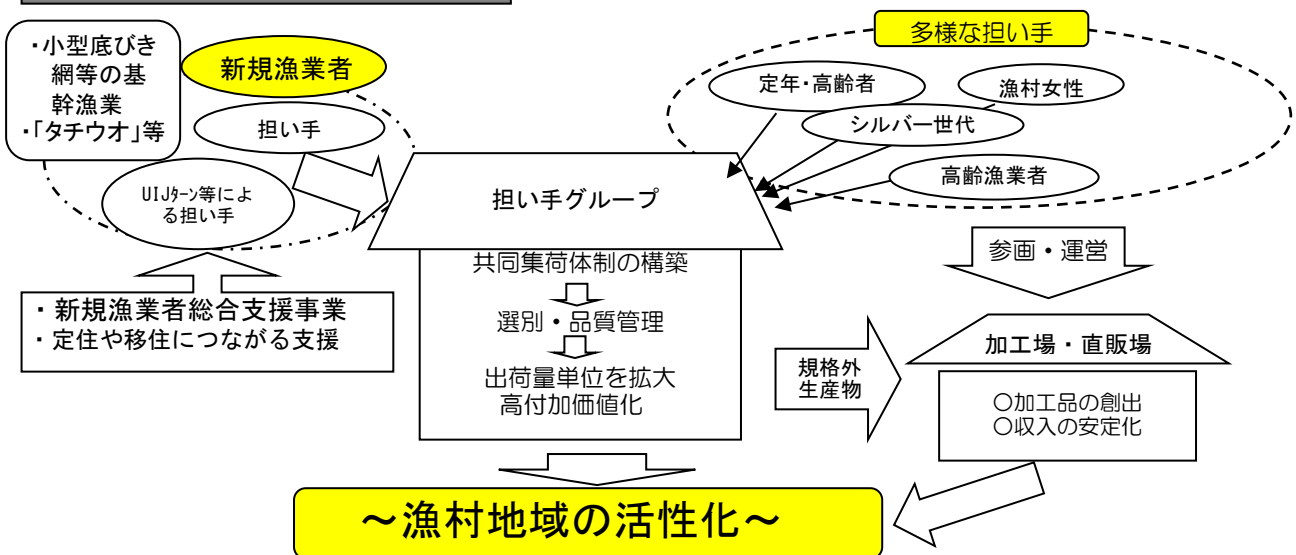 ・小型底びき
網等の基
幹漁業
・「タチウオ」等
新規漁業者
担い手
UIJターン等によ
る担い手
・新規漁業者総合支援事業
・定住や移住につながる支援
多様な担い手
定年・高齢者
漁村女性
シルバー世代
高齢漁業者
担い手グループ
共同集荷体制の構築
選別・品質管理
出荷量単位を拡大
高付加価値化
参画・運営
加工場・直販場
規格外
生産物
○加工品の創出
○収入の安定化
～漁村地域の活性化～